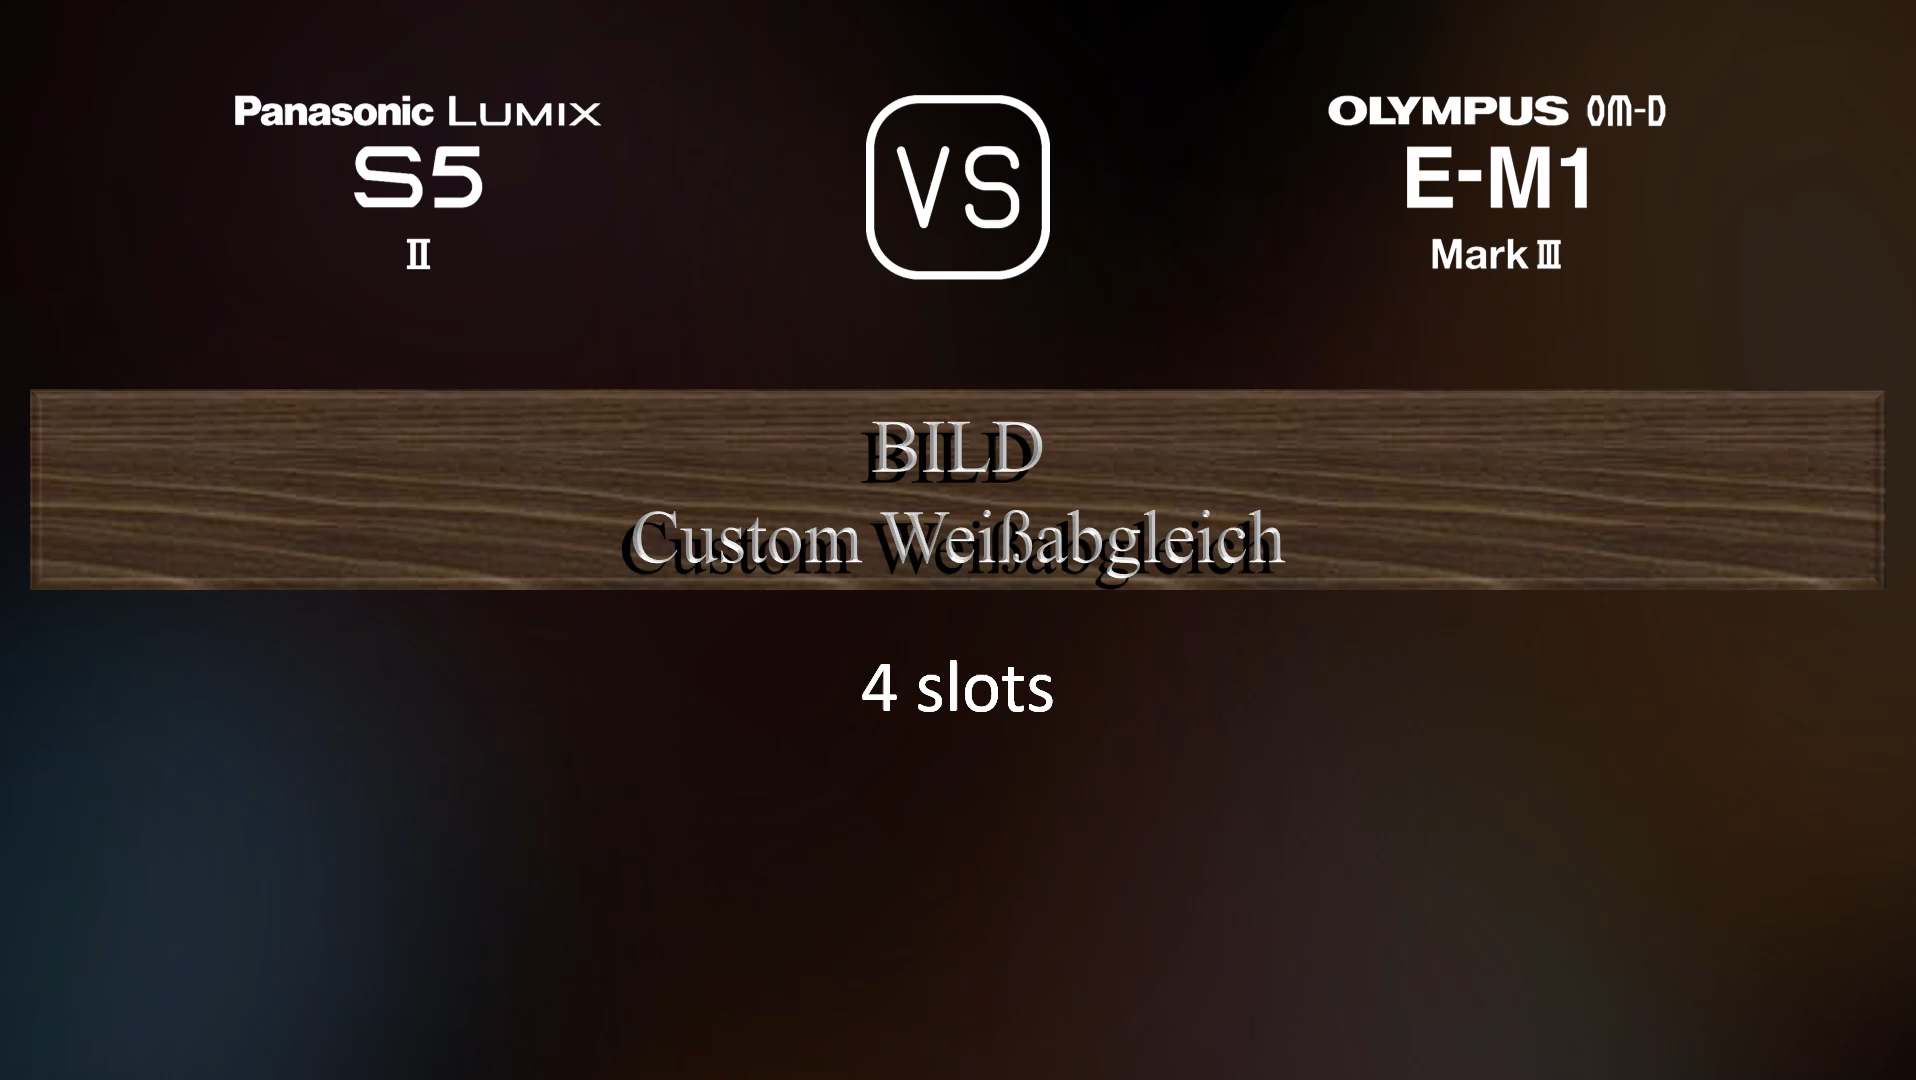 Panasonic LUMIX
S5
II
VS
OLYMPUS OM-D
E-M1
Mark III
BILD
Custom Weißabgleich
4 slots